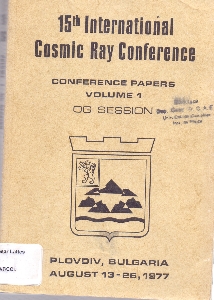 15th International
Cosmic Ray Conference
CONFERENCE PAPERS
VOLUME 1
OG SESSION
PLOVDIV, BULGARIA
AUGUST 13-26, 1977